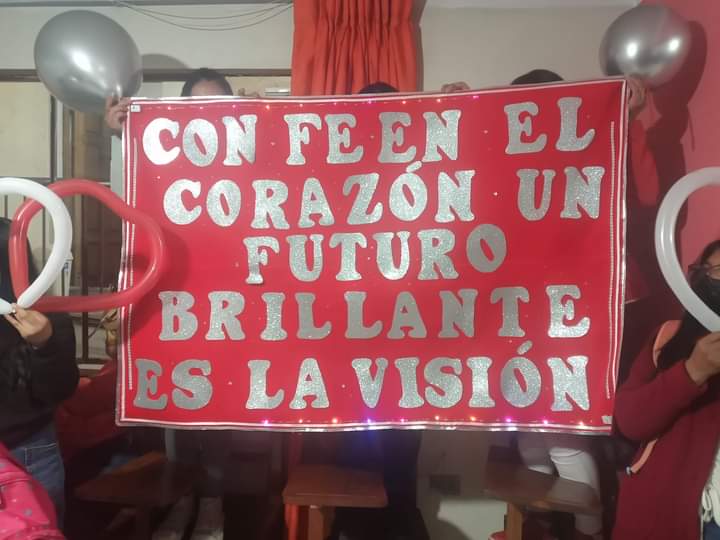 CON FE EN EL
CORAZÓN UN
FUTURO
BRILLANTE
ES LA VISIÓN